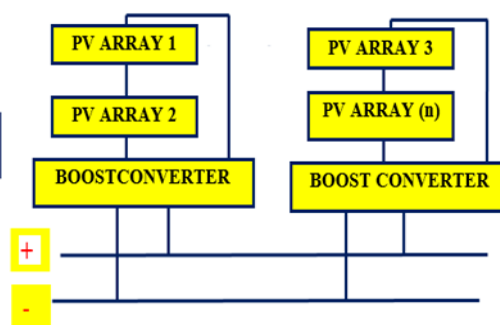 PV ARRAY 1
PV ARRAY 2
BOOSTCONVERTER
PV ARRAY 3
PV ARRAY (n)
BOOST CONVERTER
+
-